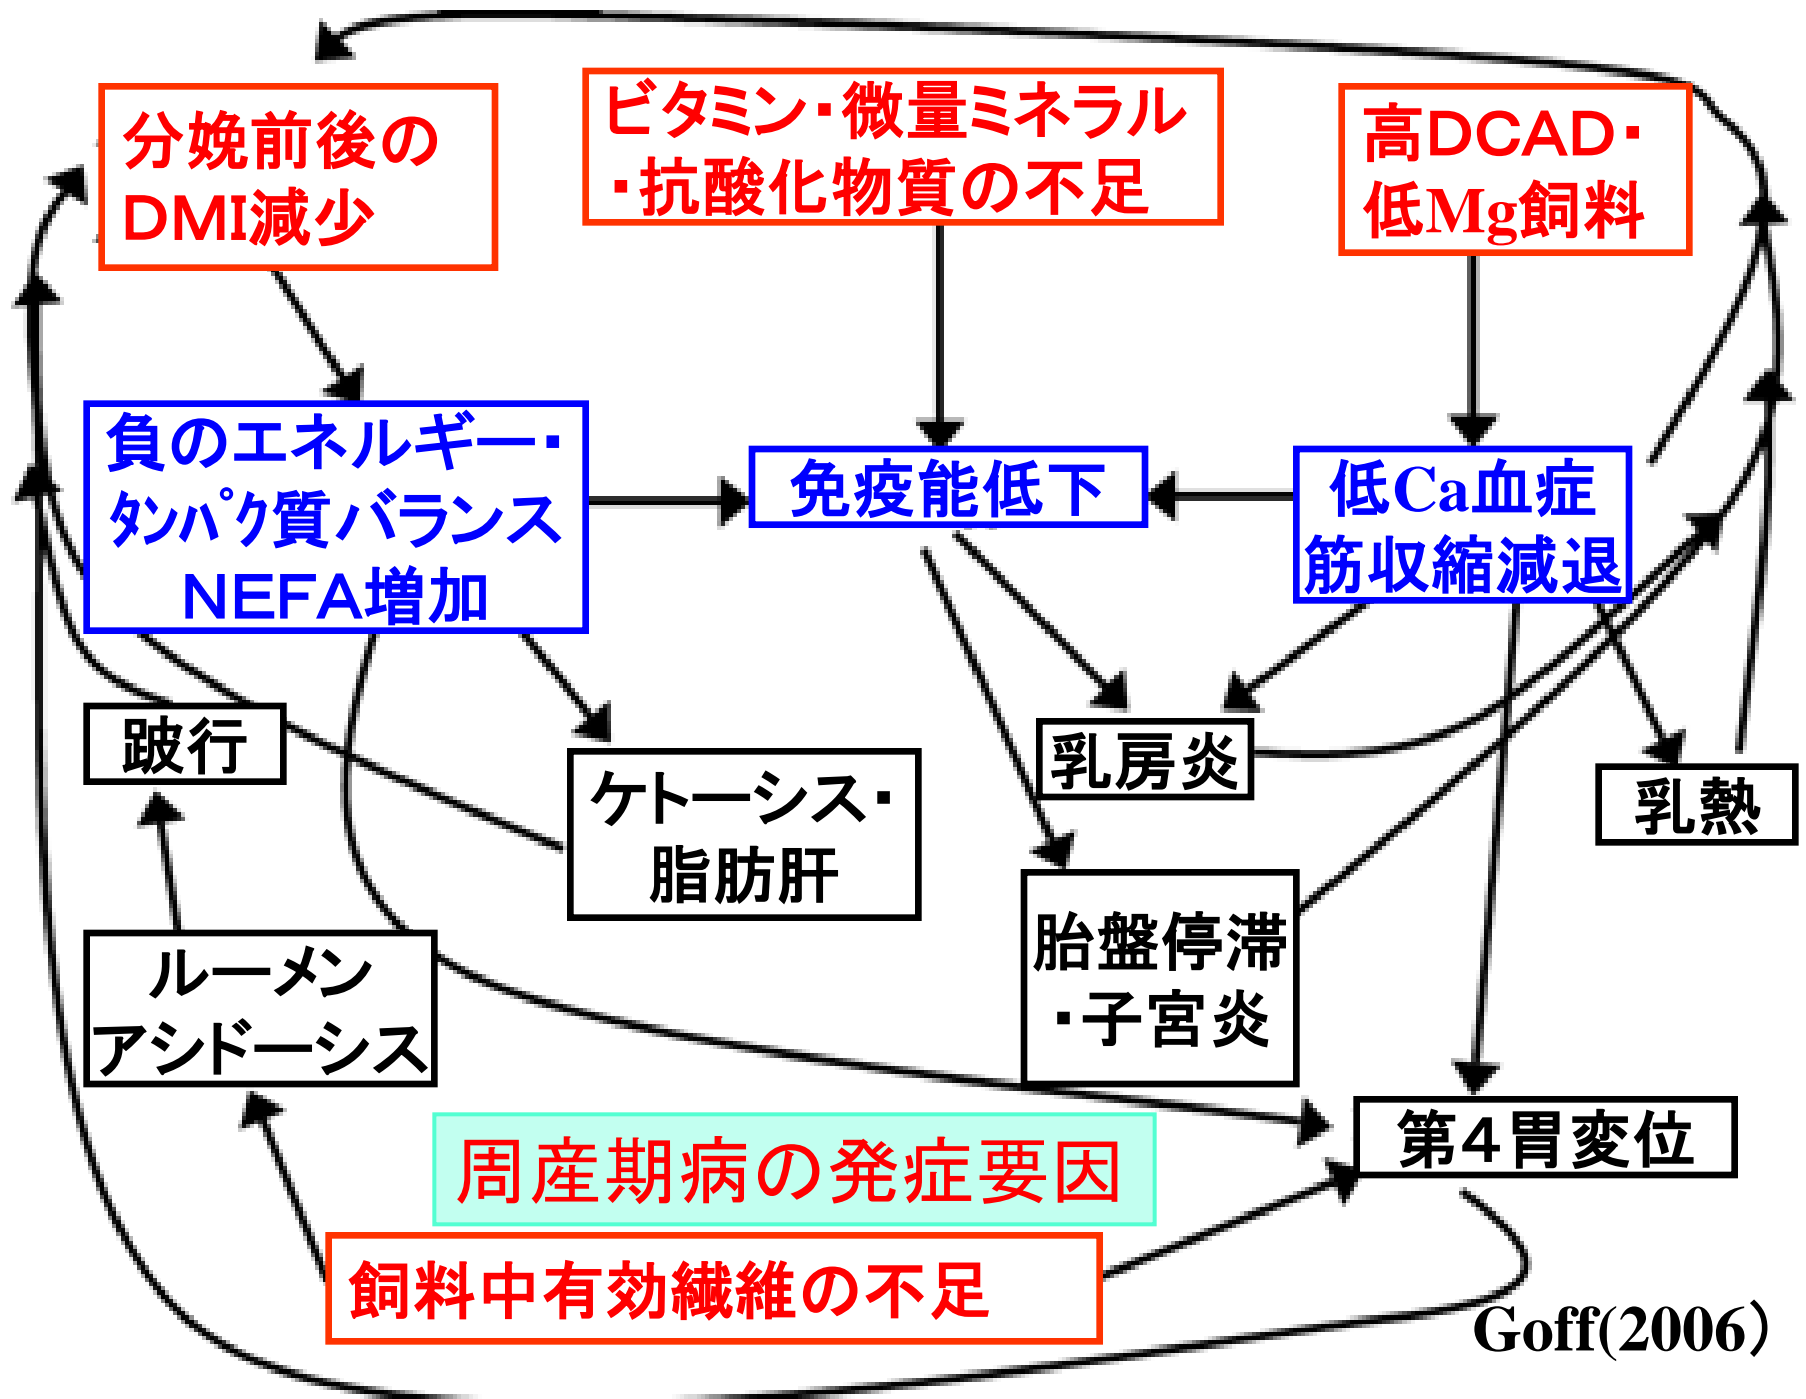 分娩前後の
DMI減少
ビタミン・微量ミネラル
・抗酸化物質の不足
高DCAD・
低Mg飼料
負のエネルギー・
タンパク質バランス
NEFA増加
免疫能低下
低Ca血症
筋収縮減退
跛行
ケトーシス・
脂肪肝
乳房炎
乳熱
ルーメン
アシドーシス
胎盤停滞
・子宮炎
第4胃変位
周産期病の発症要因
飼料中有効繊維の不足
Goff(2006)